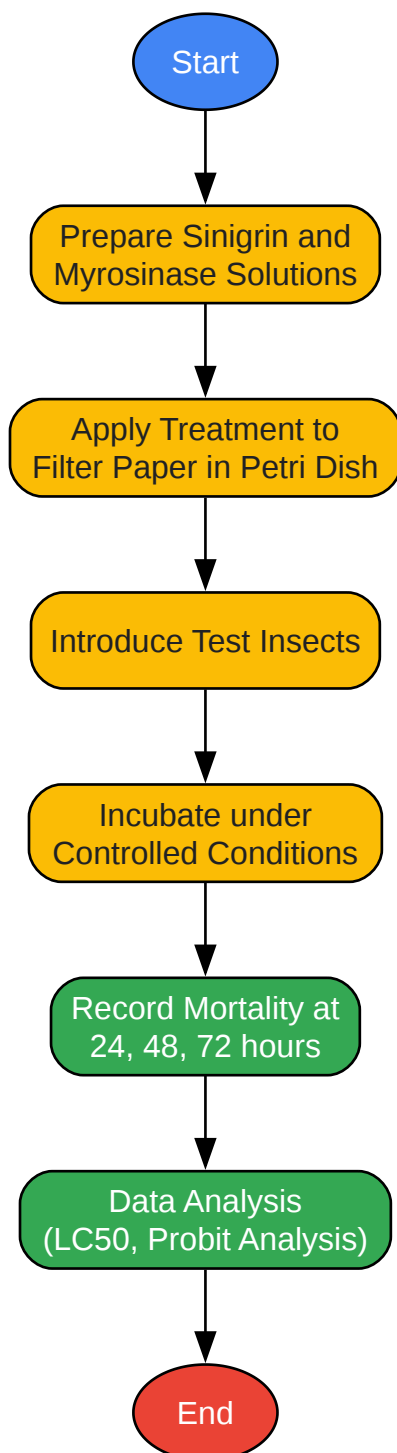 Start
Prepare Sinigrin and
Myrosinase Solutions
Apply Treatment to
Filter Paper in Petri Dish
Introduce Test Insects
Incubate under
Controlled Conditions
Record Mortality at
24, 48, 72 hours
Data Analysis
(LC50, Probit Analysis)
End